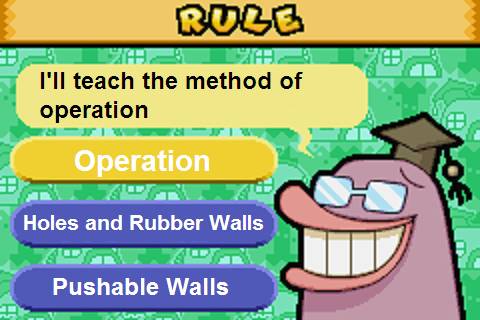 RULE
I'll teach the method of
operation
Operation
Holes and Rubber Walls
Pushable Walls